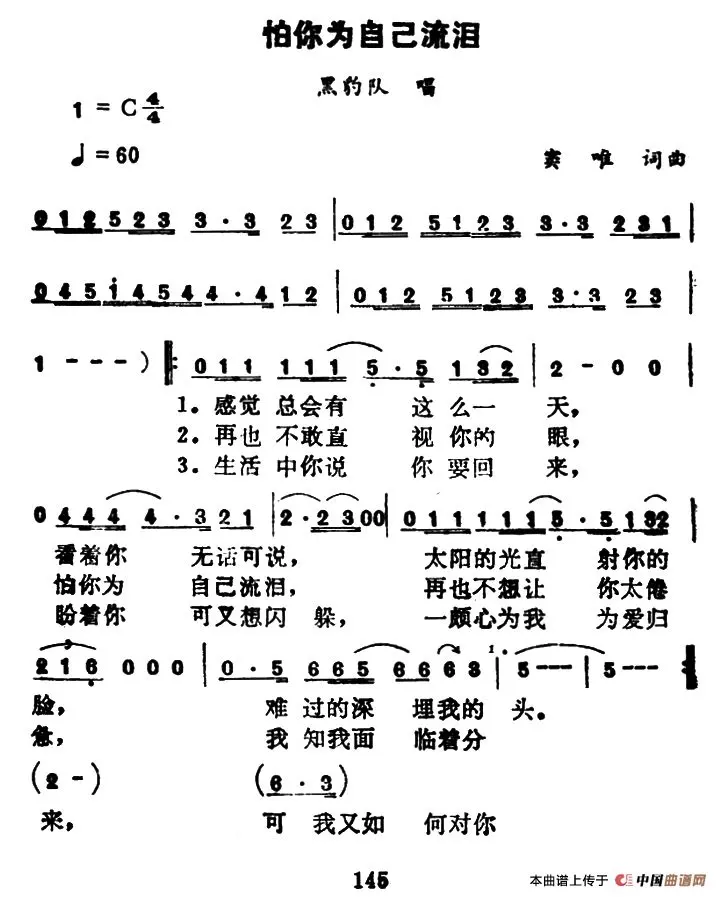 怕你为自己流泪
黑豹队 唱
1 = C 4/4
♩=60
窦 唯 词曲
0 1 2 5 2 3 3 · 3 2 3 | 0 1 2 5 1 2 3 3 · 3 2 3 1 |
0 4 5 i 4 5 4 4 · 4 1 2 | 0 1 2 5 1 2 3 3 · 3 2 3 |
1 - - - ) ‖: 0 1 1 1 1 1 5 · 5 1 3 2 | 2 - 0 0 |
1. 感觉 总会有 这么一 天,
2. 再也 不敢直 视你的 眼,
3. 生活 中你说 你要回 来,
0 4 4 4 4 · 3 2 1 | 2 · 2 3 0 0 | 0 1 1 1 1 1 5 · 5 1 3 2
看着你 无话可说, 太阳的光直 射你的
怕你为 自己流泪, 再也不想让 你太倦
盼着你 可又想闪 躲, 一颇心为我 为爱归
3
2 1 6 0 0 0 | 0 · 5 6 6 5 6 6 6 3 | 1. 5 - - - | 5 - - - :‖
脸, 难 过的深 埋我的 头。
惫, 我 知我面 临着分
(2 -) (6 · 3)
来, 可 我又如 何对你
145
本曲谱上传于 中国曲谱网